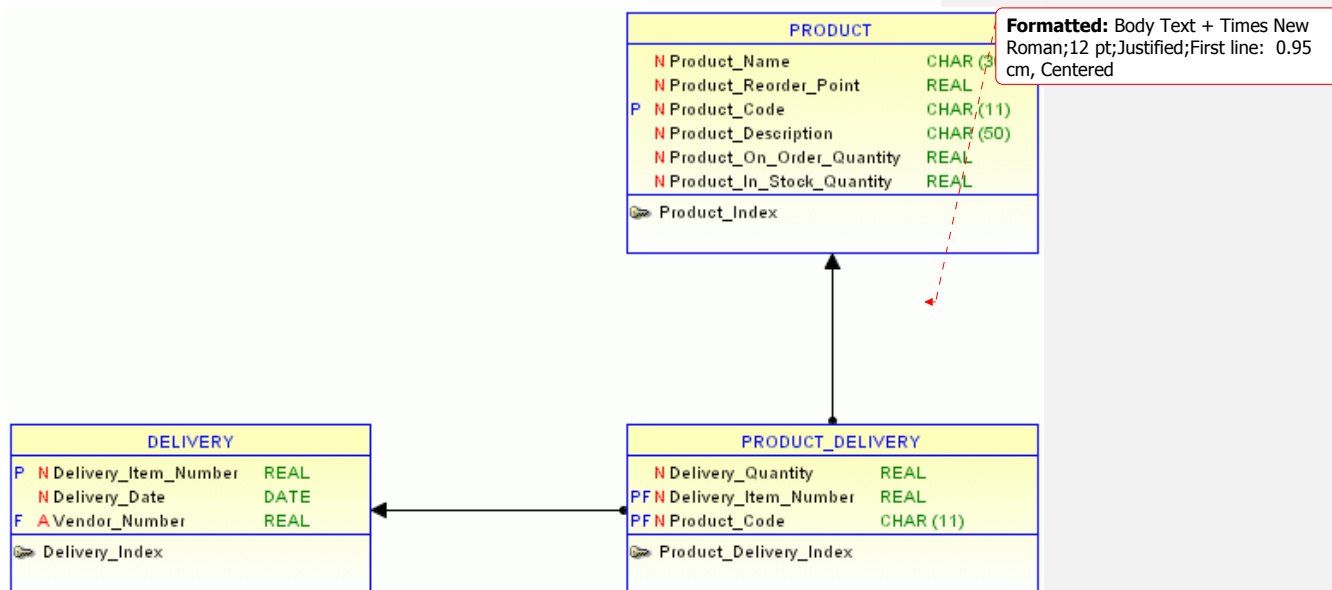 PRODUCT
N Product_Name CHAR (3
N Product_Reorder_Point REAL
P N Product_Code CHAR (11)
N Product_Description CHAR (50)
N Product_On_Order_Quantity REAL
N Product_In_Stock_Quantity REAL
Product_Index
Formatted: Body Text + Times New
Roman;12 pt;Justified;First line: 0.95
cm, Centered
DELIVERY
P N Delivery_Item_Number REAL
N Delivery_Date DATE
F A Vendor_Number REAL
Delivery_Index
PRODUCT_DELIVERY
N Delivery_Quantity REAL
PF N Delivery_Item_Number REAL
PF N Product_Code CHAR (11)
Product_Delivery_Index